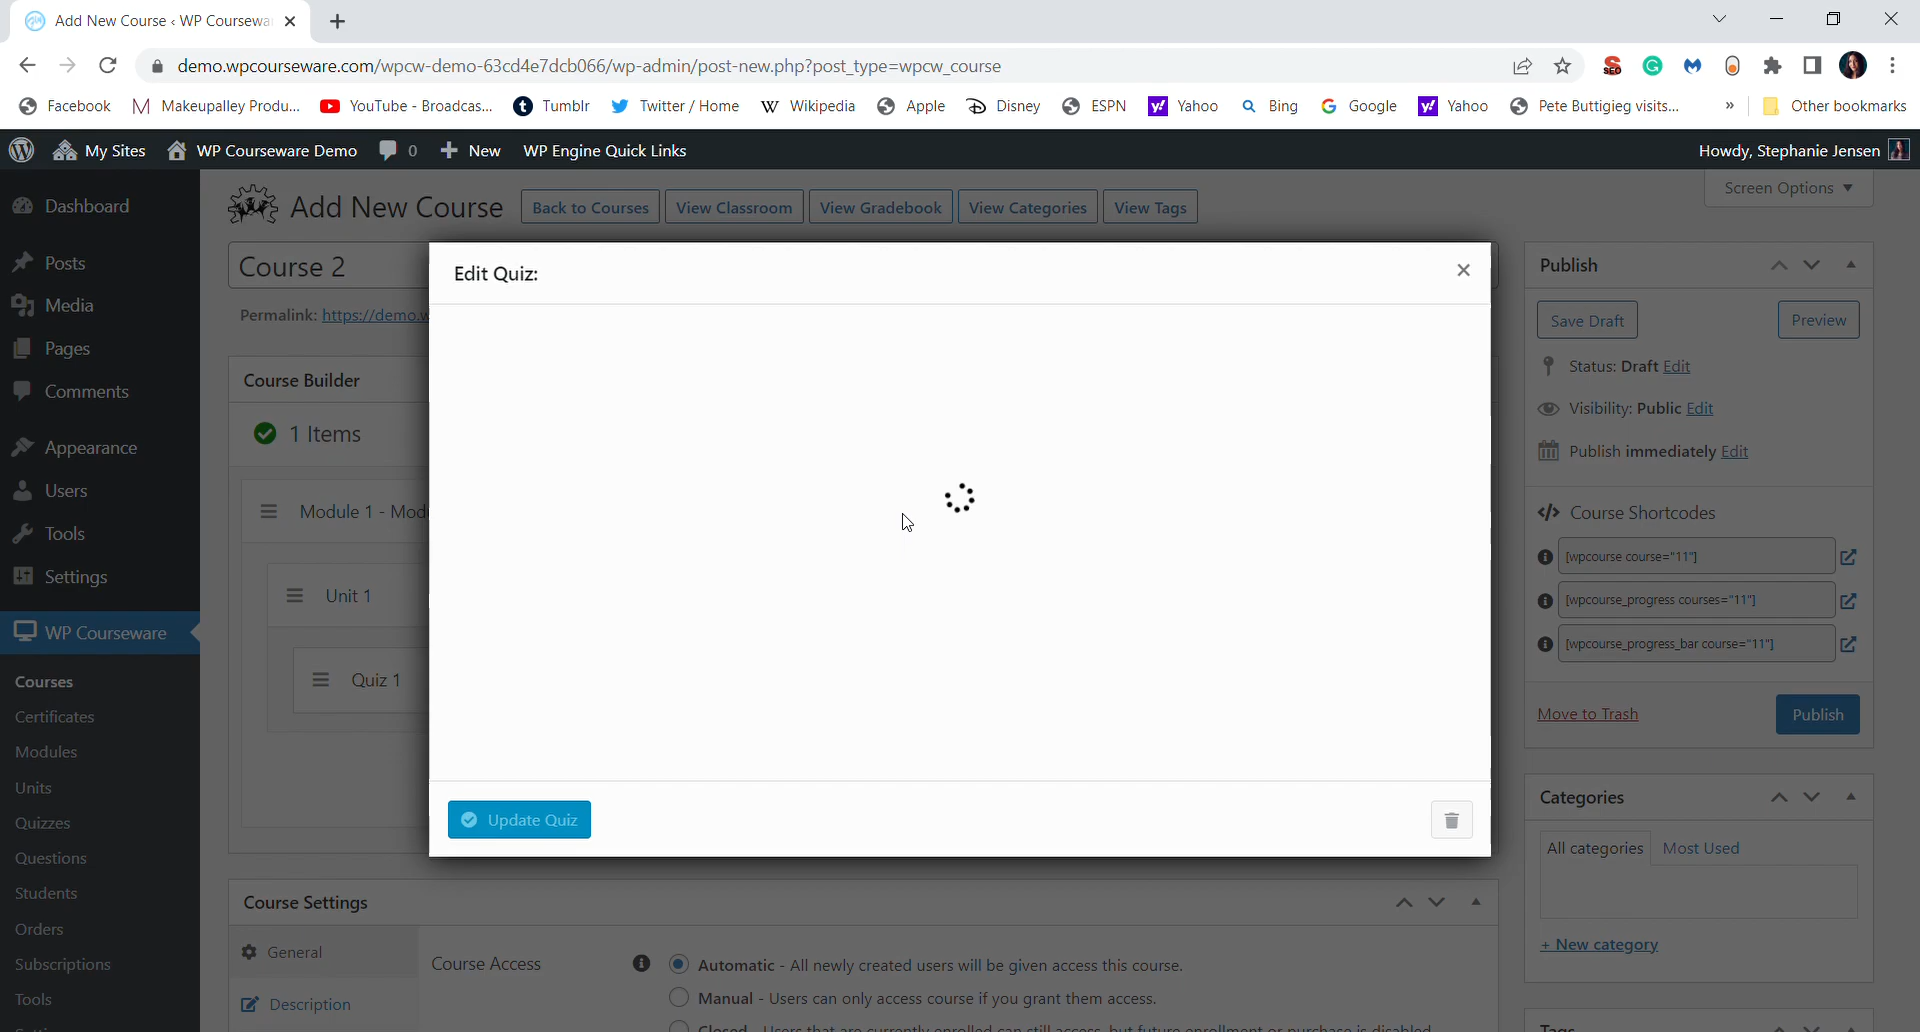 Add New Course ‹ WP Coursewa
demo.wpcourseware.com/wpcw-demo-63cd4e7dcb066/wp-admin/post-new.php?post_type=wpcw_course
SEO
Facebook
Makeupalley Produ...
YouTube - Broadcas...
Tumblr
Twitter / Home
Wikipedia
Apple
Disney
ESPN
Yahoo
Bing
Google
Yahoo
Pete Buttigieg visits...
»
Other bookmarks
My Sites
WP Courseware Demo
0
New
WP Engine Quick Links
Howdy, Stephanie Jensen
Dashboard
Posts
Media
Pages
Comments
Appearance
Users
Tools
Settings
WP Courseware
Courses
Certificates
Modules
Units
Quizzes
Questions
Students
Orders
Subscriptions
Tools
Add New Course
Back to Courses
View Classroom
View Gradebook
View Categories
View Tags
Screen Options
Course 2
Permalink: https://demo.w
Course Builder
1 Items
Module 1 - Modu
Unit 1
Quiz 1
Edit Quiz:
Update Quiz
Course Settings
General
Description
Course Access
Automatic - All newly created users will be given access this course.
Manual - Users can only access course if you grant them access.
Closed - Users that are currently enrolled can still access, but future enrollment or purchase is disabled
Publish
Save Draft
Preview
Status: Draft Edit
Visibility: Public Edit
Publish immediately Edit
</> Course Shortcodes
[wpcourse course="11"]
[wpcourse_progress courses="11"]
[wpcourse_progress_bar course="11"]
Move to Trash
Publish
Categories
All categories
Most Used
+ New category
Tags